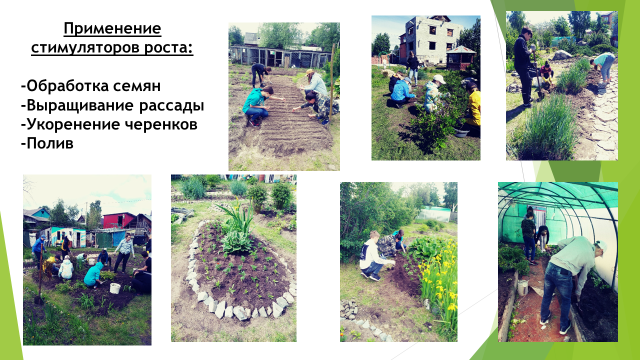 Применение
стимуляторов роста:
-Обработка семян
-Выращивание рассады
-Укоренение черенков
-Полив